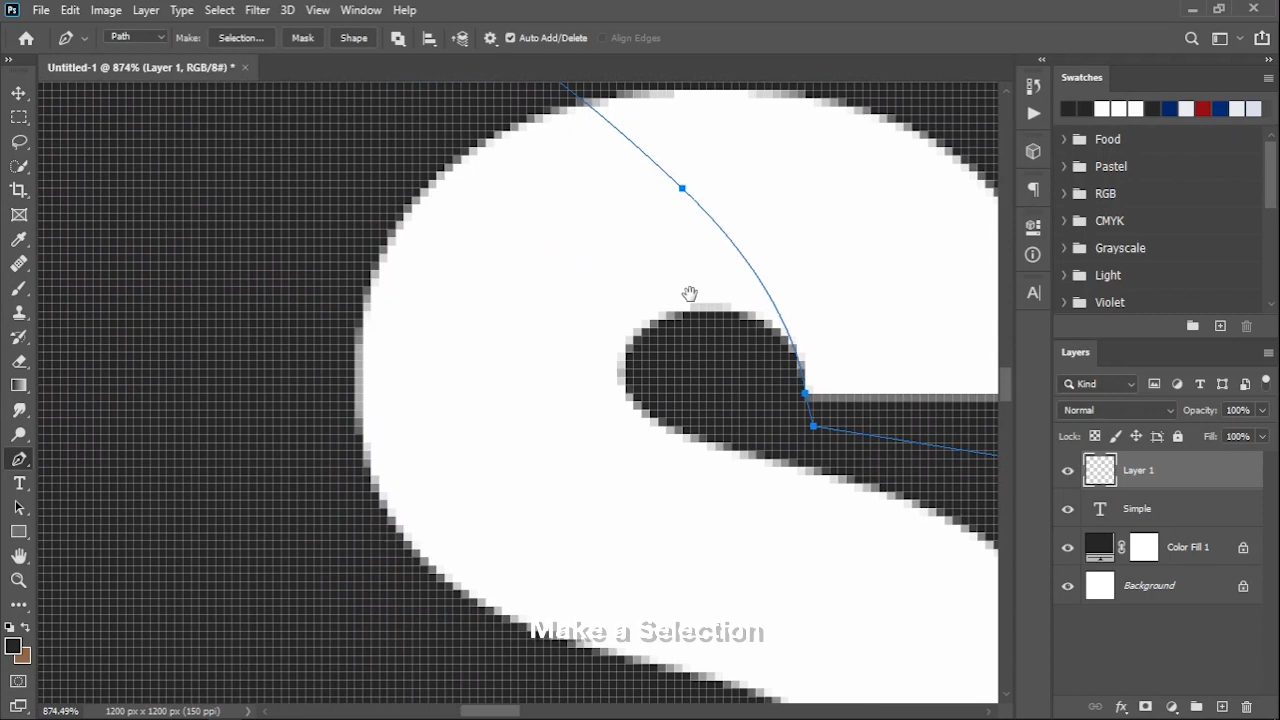 Ps File Edit Image Layer Type Select Filter 3D View Window Help
Path Make: Selection... Mask Shape Auto Add/Delete Align Edges
Untitled-1 @ 874% (Layer 1, RGB/8#) * ×
Swatches
Food
Pastel
RGB
CMYK
Grayscale
Light
Violet
Layers
Kind
Normal Opacity: 100%
Lock: Fill: 100%
Layer 1
Simple
Color Fill 1
Background
Make a Selection
874.49% 1200 px x 1200 px (150 ppi)